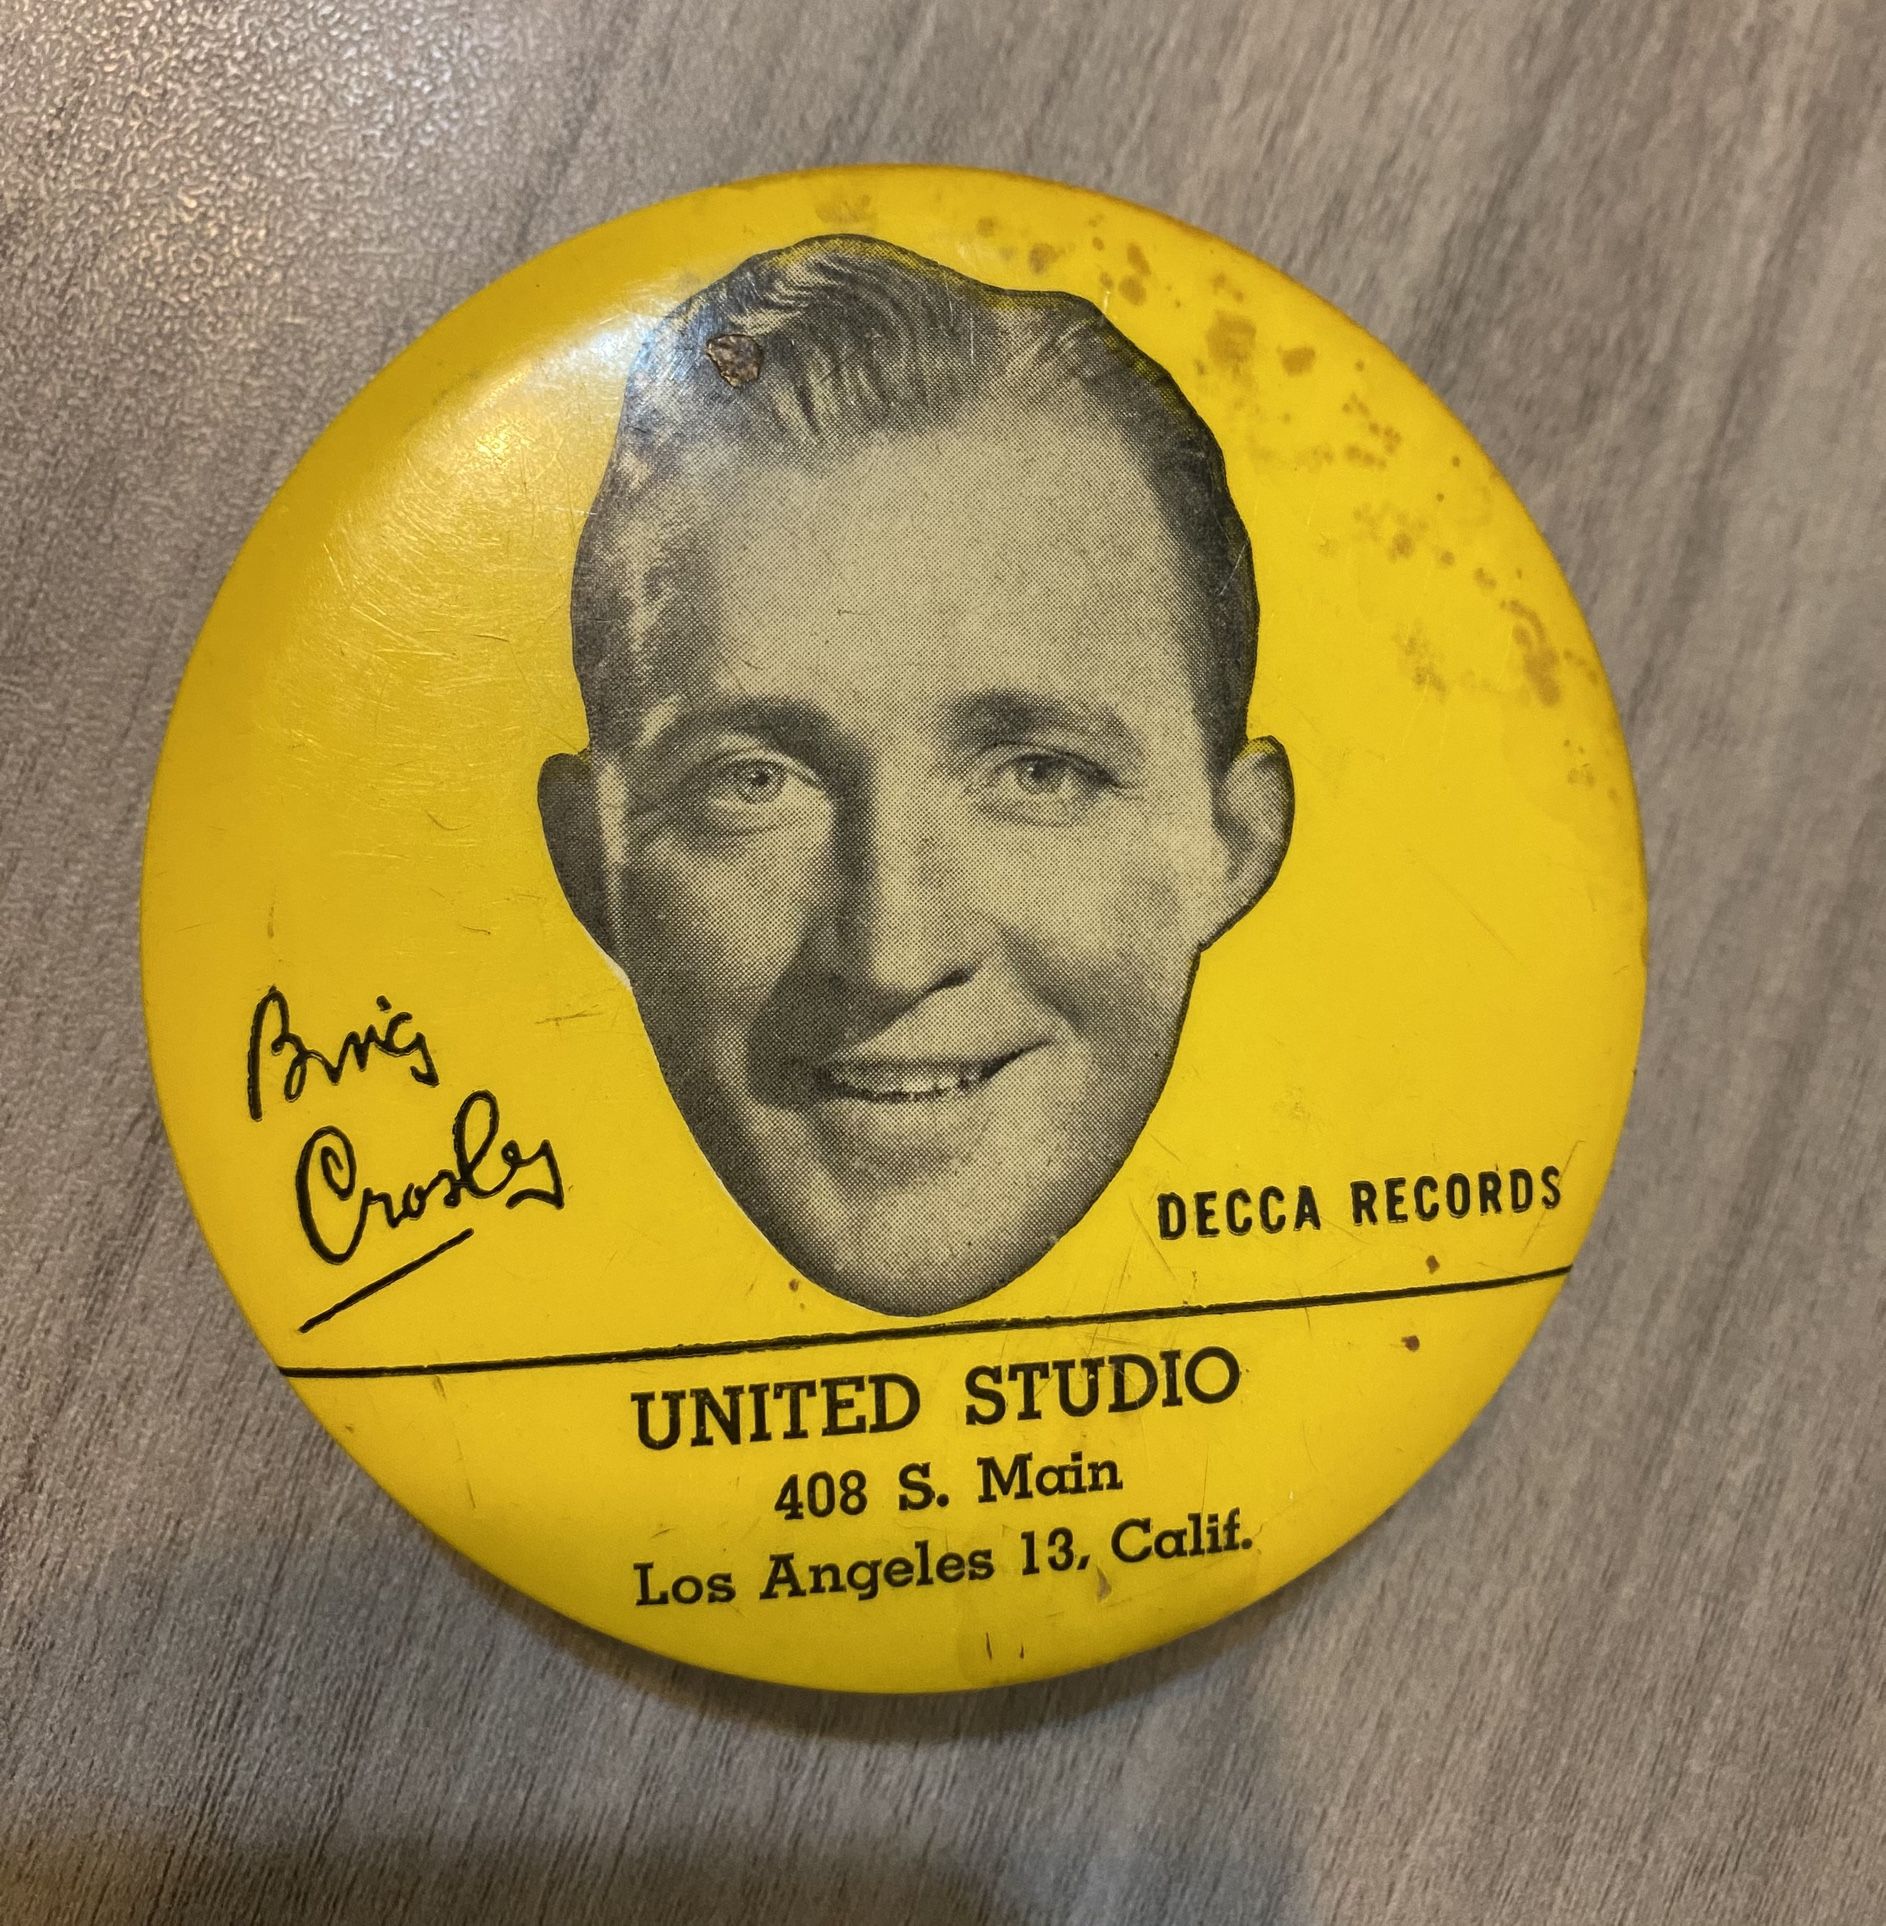 Bing
Crosby
DECCA RECORDS
UNITED STUDIO
408 S. Main
Los Angeles 13, Calif.